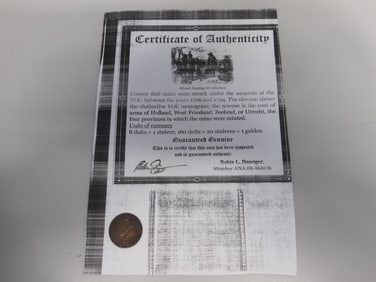 Certificate of Authenticity
Copper duit coins were struck under the auspices of the
VOC between the years 1726 and 1794. The obverse shows
the distinctive VOC monogram, the reverse is the coat of
arms of Holland, West Friesland, Zeeland, or Utrecht, the
four provinces in which the coins were minted.
Units of currency
8 duits = 1 stuiver; 160 duits = 20 stuivers = 1 gulden
Guaranteed Genuine
This is to certify that this coin has been inspected
and is guaranteed authentic.
Robin L. Danziger,
Member ANA HR-164076